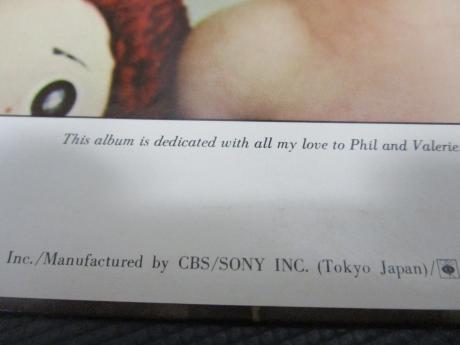 This album is dedicated with all my love to Phil and Valerie
Inc./Manufactured by CBS/SONY INC. (Tokyo Japan)/